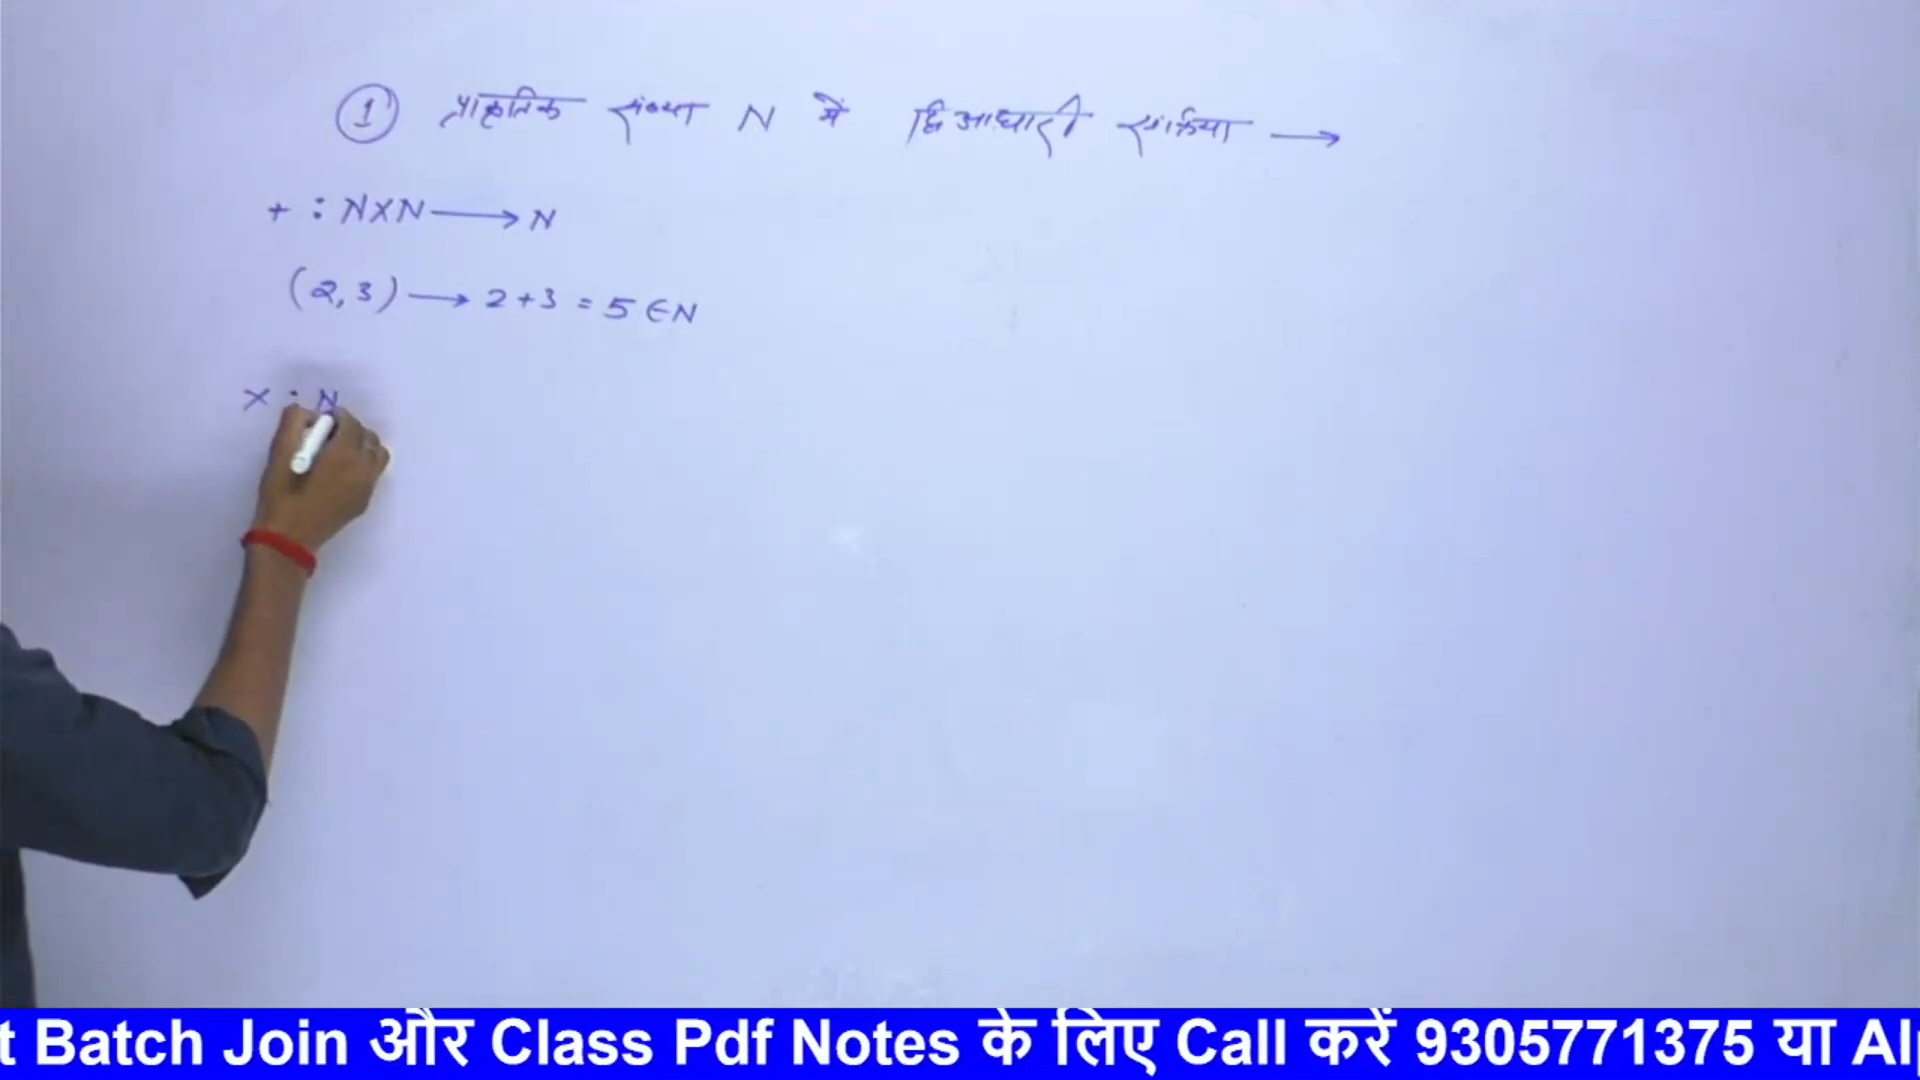 ① प्राकृतिक संख्या N में द्विआधारी संक्रिया →
+ : N×N → N
(2, 3) → 2+3 = 5 ∈ N
× : N
t Batch Join और Class Pdf Notes के लिए Call करें 9305771375 या Al